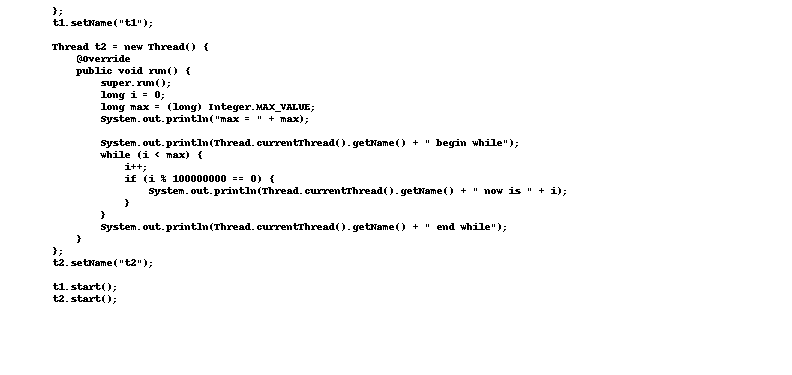 };
t1.setName("t1");
Thread t2 = new Thread() {
@Override
public void run() {
super.run();
long i = 0;
long max = (long) Integer.MAX_VALUE;
System.out.println("max = " + max);
System.out.println(Thread.currentThread().getName() + " begin while");
while (i < max) {
i++;
if (i % 100000000 == 0) {
System.out.println(Thread.currentThread().getName() + " now is " + i);
}
}
System.out.println(Thread.currentThread().getName() + " end while");
}
};
t2.setName("t2");
t1.start();
t2.start();